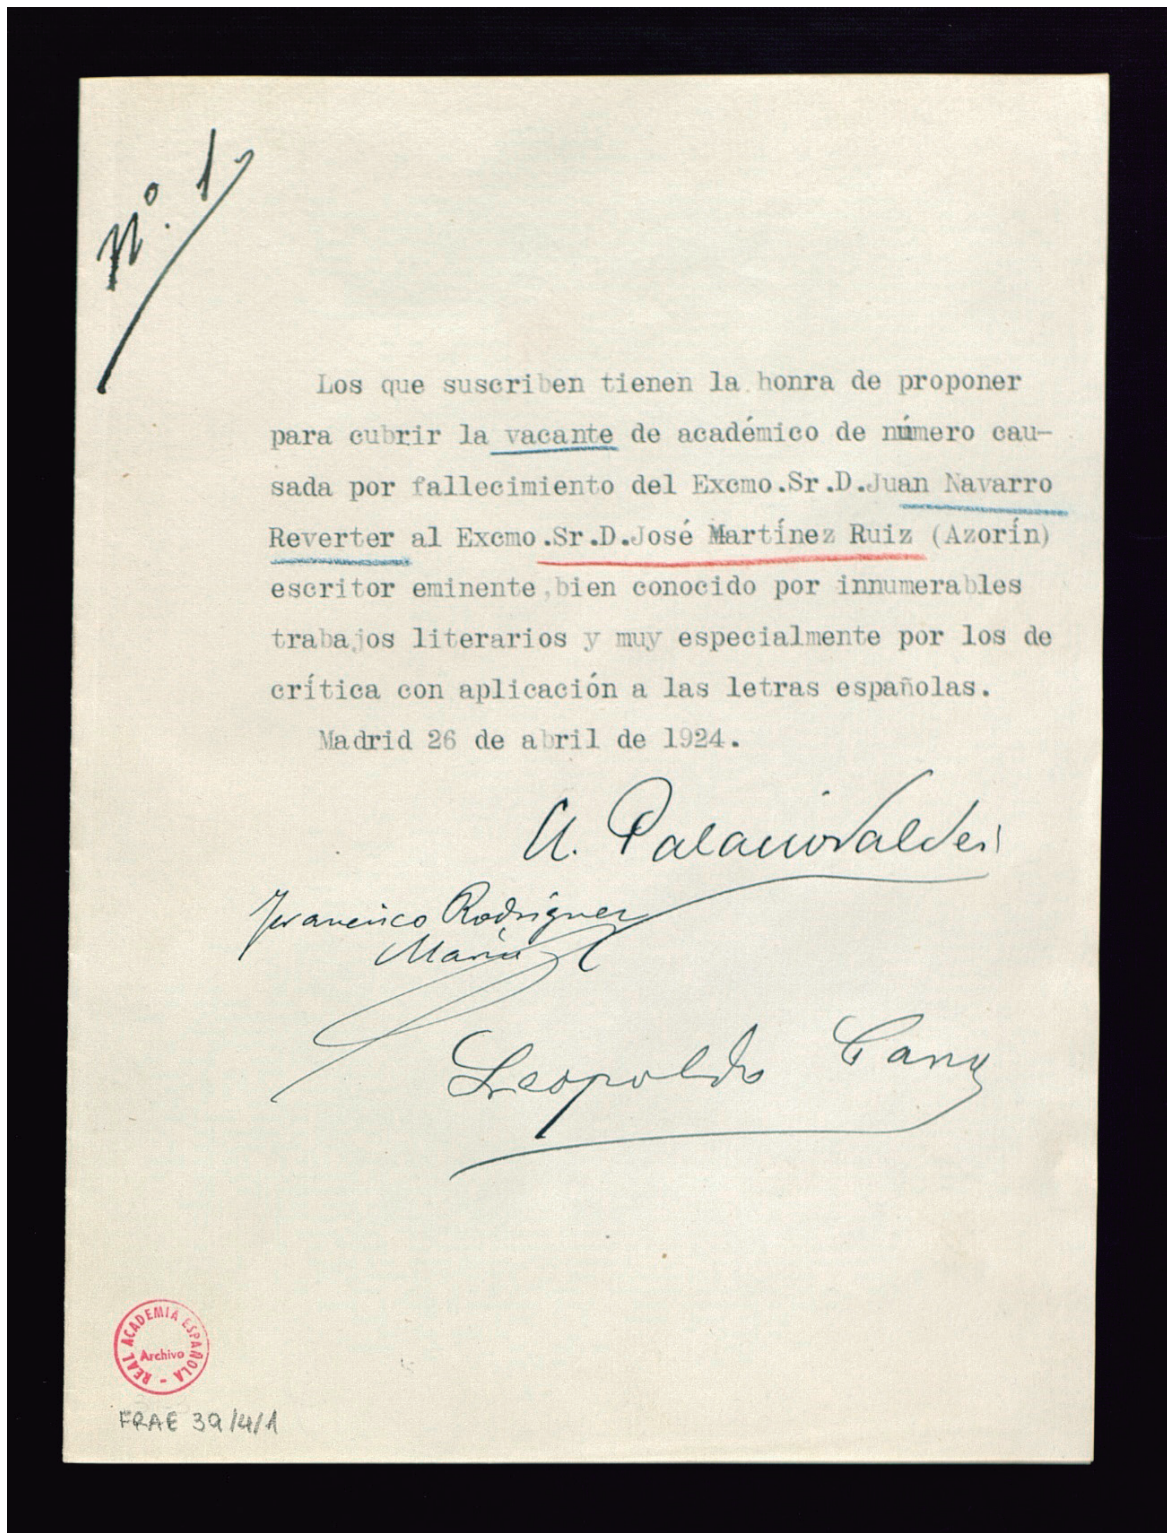 Nº. 1
Los que suscriben tienen la honra de proponer
para cubrir la vacante de académico de número cau-
sada por fallecimiento del Excmo.Sr.D.Juan Navarro
Reverter al Excmo.Sr.D.José Martínez Ruiz (Azorín)
escritor eminente,bien conocido por innumerables
trabajos literarios y muy especialmente por los de
crítica con aplicación a las letras españolas.
Madrid 26 de abril de 1924.
A. Palacio Valdés
Francisco Rodríguez
Marín
Leopoldo Cano
REAL ACADEMIA ESPAÑOLA -
Archivo
FRAE 39/4/1